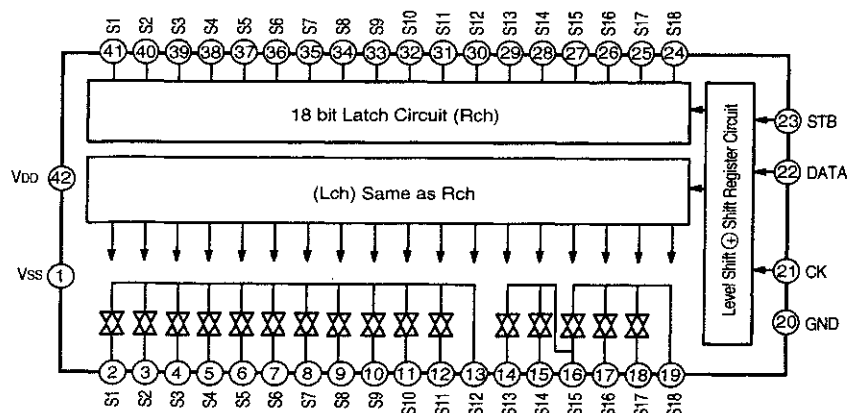 S1 S2 S3 S4 S5 S6 S7 S8 S9 S10 S11 S12 S13 S14 S15 S16 S17 S18
41 40 39 38 37 36 35 34 33 32 31 30 29 28 27 26 25 24
18 bit Latch Circuit (Rch)
23 STB
VDD 42
22 DATA
(Lch) Same as Rch
Level Shift + Shift Register Circuit
VSS 1
21 CK
20 GND
2 3 4 5 6 7 8 9 10 11 12 13 14 15 16 17 18 19
S1 S2 S3 S4 S5 S6 S7 S8 S9 S10 S11 S12 S13 S14 S15 S16 S17 S18